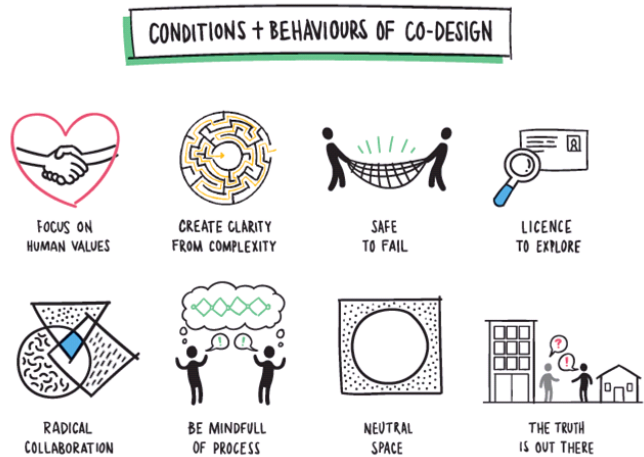 CONDITIONS + BEHAVIOURS OF CO-DESIGN
FOCUS ON
HUMAN VALUES
CREATE CLARITY
FROM COMPLEXITY
SAFE
TO FAIL
LICENCE
TO EXPLORE
?
!
! !
RADICAL
COLLABORATION
BE MINDFULL
OF PROCESS
NEUTRAL
SPACE
THE TRUTH
IS OUT THERE